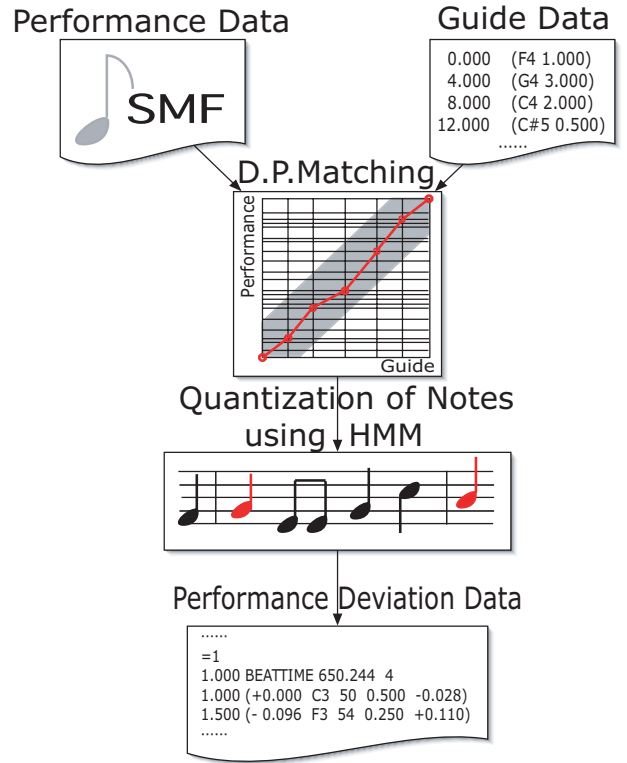 Performance Data
Guide Data
SMF
0.000 (F4 1.000)
4.000 (G4 3.000)
8.000 (C4 2.000)
12.000 (C#5 0.500)
......
D.P.Matching
Performance
Guide
Quantization of Notes
using HMM
Performance Deviation Data
......
=1
1.000 BEATTIME 650.244 4
1.000 (+0.000 C3 50 0.500 -0.028)
1.500 (- 0.096 F3 54 0.250 +0.110)
......